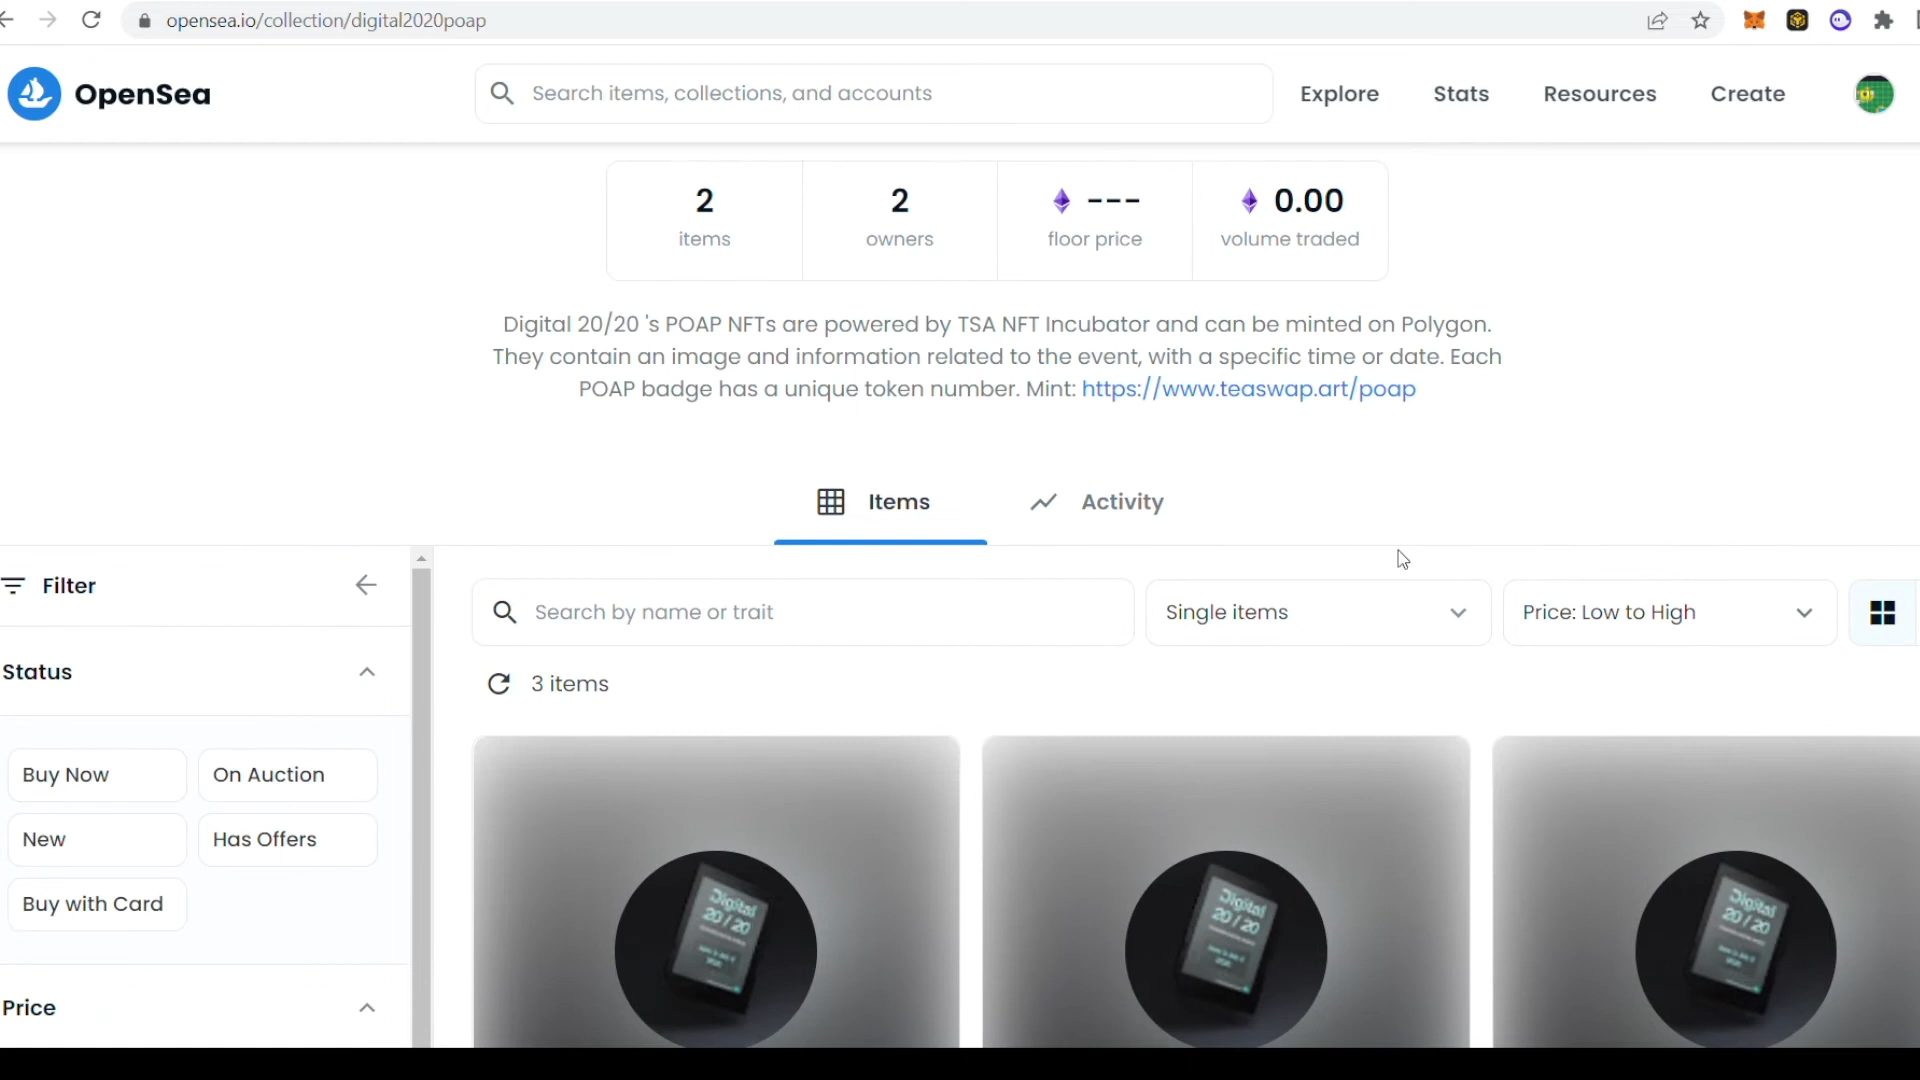 opensea.io/collection/digital2020poap
OpenSea
Search items, collections, and accounts
Explore
Stats
Resources
Create
2
items
2
owners
---
floor price
0.00
volume traded
Digital 20/20 's POAP NFTs are powered by TSA NFT Incubator and can be minted on Polygon.
They contain an image and information related to the event, with a specific time or date. Each
POAP badge has a unique token number. Mint: https://www.teaswap.art/poap
Items
Activity
Filter
Search by name or trait
Single items
Price: Low to High
Status
3 items
Buy Now
On Auction
New
Has Offers
Buy with Card
Price
Digital
20/20
Digital
20/20
Digital
20/20